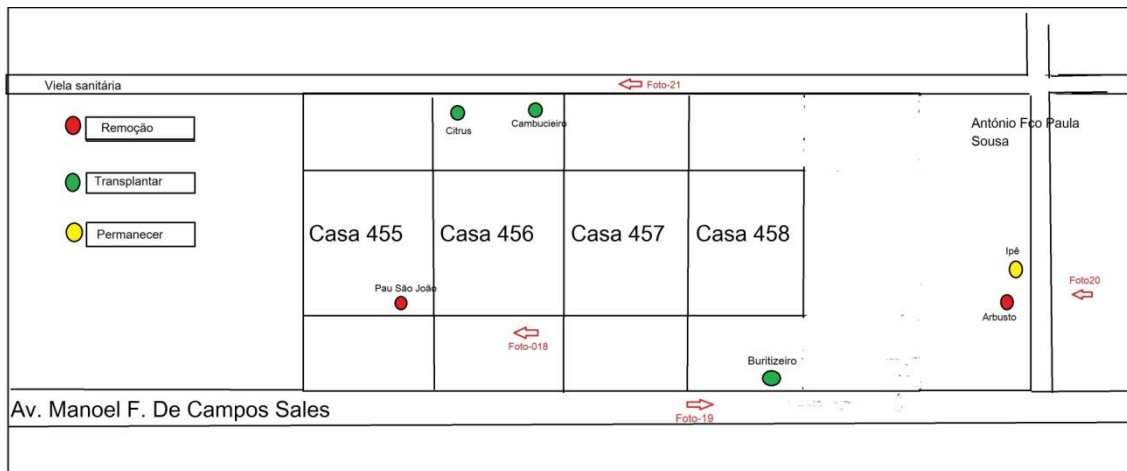 Viela sanitária
Foto-21
Remoção
Transplantar
Permanecer
Citrus
Cambucieiro
António Fco Paula
Sousa
Casa 455
Casa 456
Casa 457
Casa 458
Ipê
Pau São João
Foto20
Arbusto
Foto-018
Buritizeiro
Av. Manoel F. De Campos Sales
Foto-19